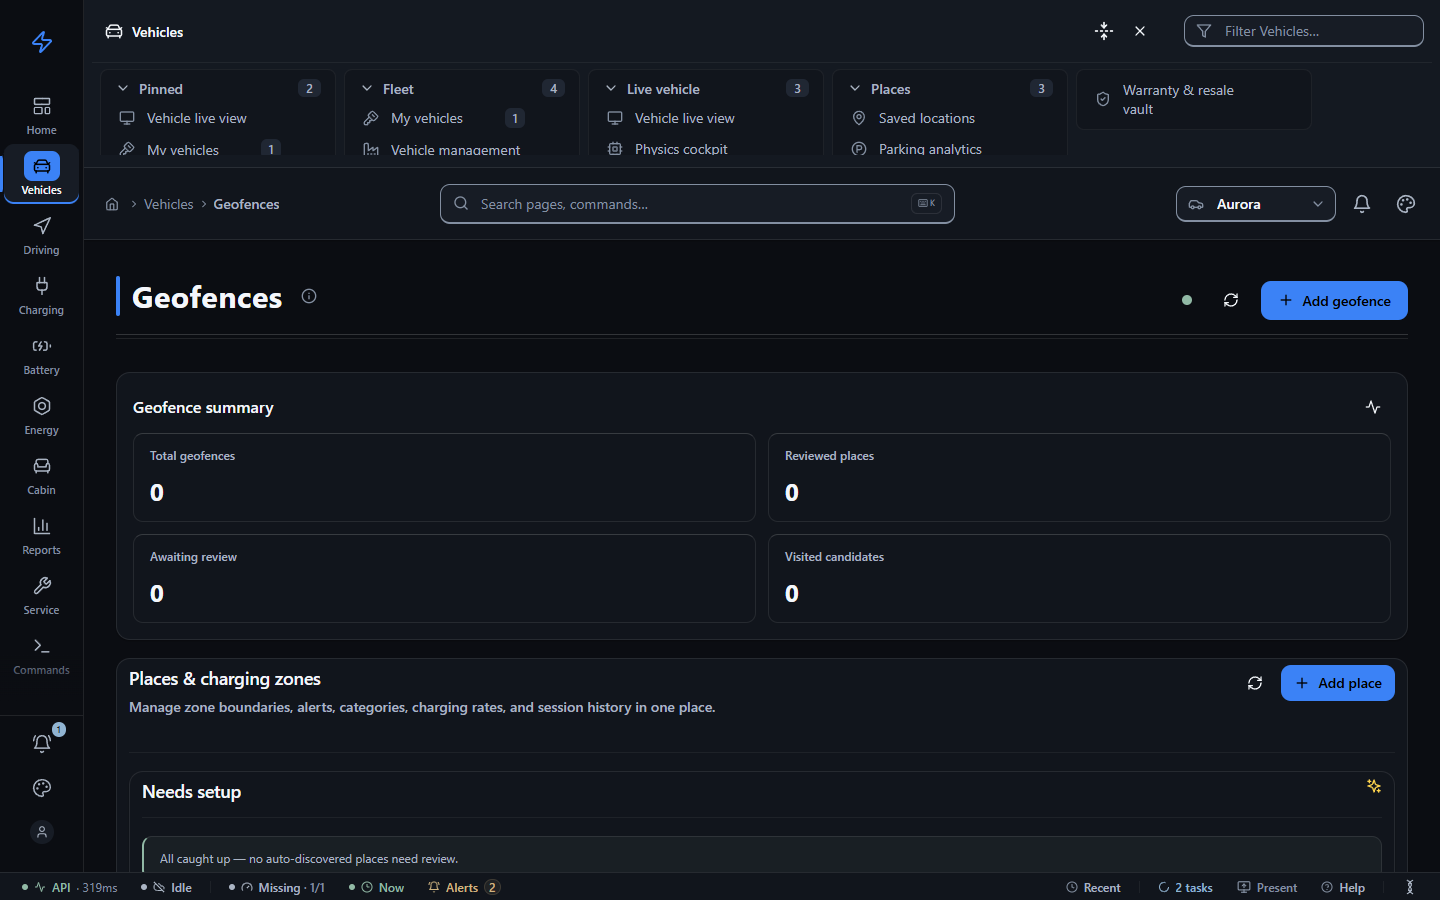 Vehicles
Filter Vehicles...
Pinned 2
Vehicle live view
My vehicles 1
Fleet 4
My vehicles 1
Vehicle management
Live vehicle 3
Vehicle live view
Physics cockpit
Places 3
Saved locations
Parking analytics
Warranty & resale
vault
Home
Vehicles
Driving
Charging
Battery
Energy
Cabin
Reports
Service
Commands
1
Vehicles
Geofences
Search pages, commands...
K
Aurora
Geofences
Add geofence
Geofence summary
Total geofences
0
Reviewed places
0
Awaiting review
0
Visited candidates
0
Places & charging zones
Add place
Manage zone boundaries, alerts, categories, charging rates, and session history in one place.
Needs setup
All caught up — no auto-discovered places need review.
API · 319ms
Idle
Missing · 1/1
Now
Alerts 2
Recent
2 tasks
Present
Help